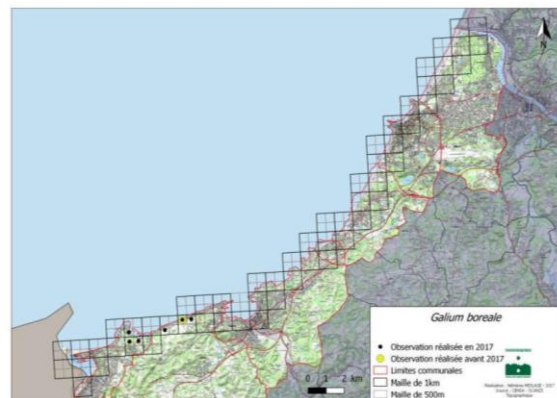 N
Galium boreale
Observation réalisée en 2017
Observation réalisée avant 2017
Limites communales
Maille de 1km
Maille de 500m
0 1 2 km